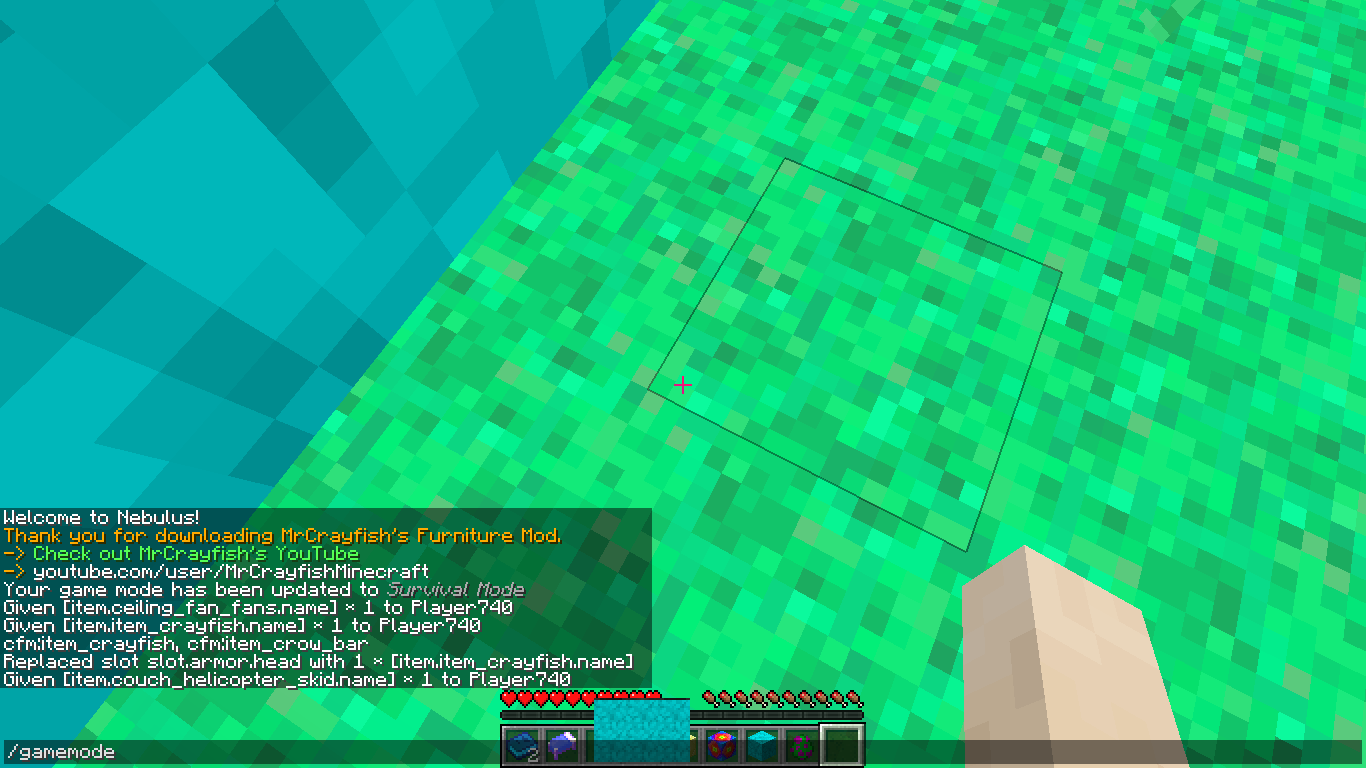 Welcome to Nebulus!
Thank you for downloading MrCrayfish's Furniture Mod.
-> Check out MrCrayfish's YouTube
-> youtube.com/user/MrCrayfishMinecraft
Your game mode has been updated to Survival Mode
Given [item.ceiling_fan_fans.name] × 1 to Player740
Given [item.item_crayfish.name] × 1 to Player740
cfm:item_crayfish, cfm:item_crow_bar
Replaced slot slot.armor.head with 1 × [item.item_crayfish.name]
Given [item.couch_helicopter_skid.name] × 1 to Player740
2
/gamemode